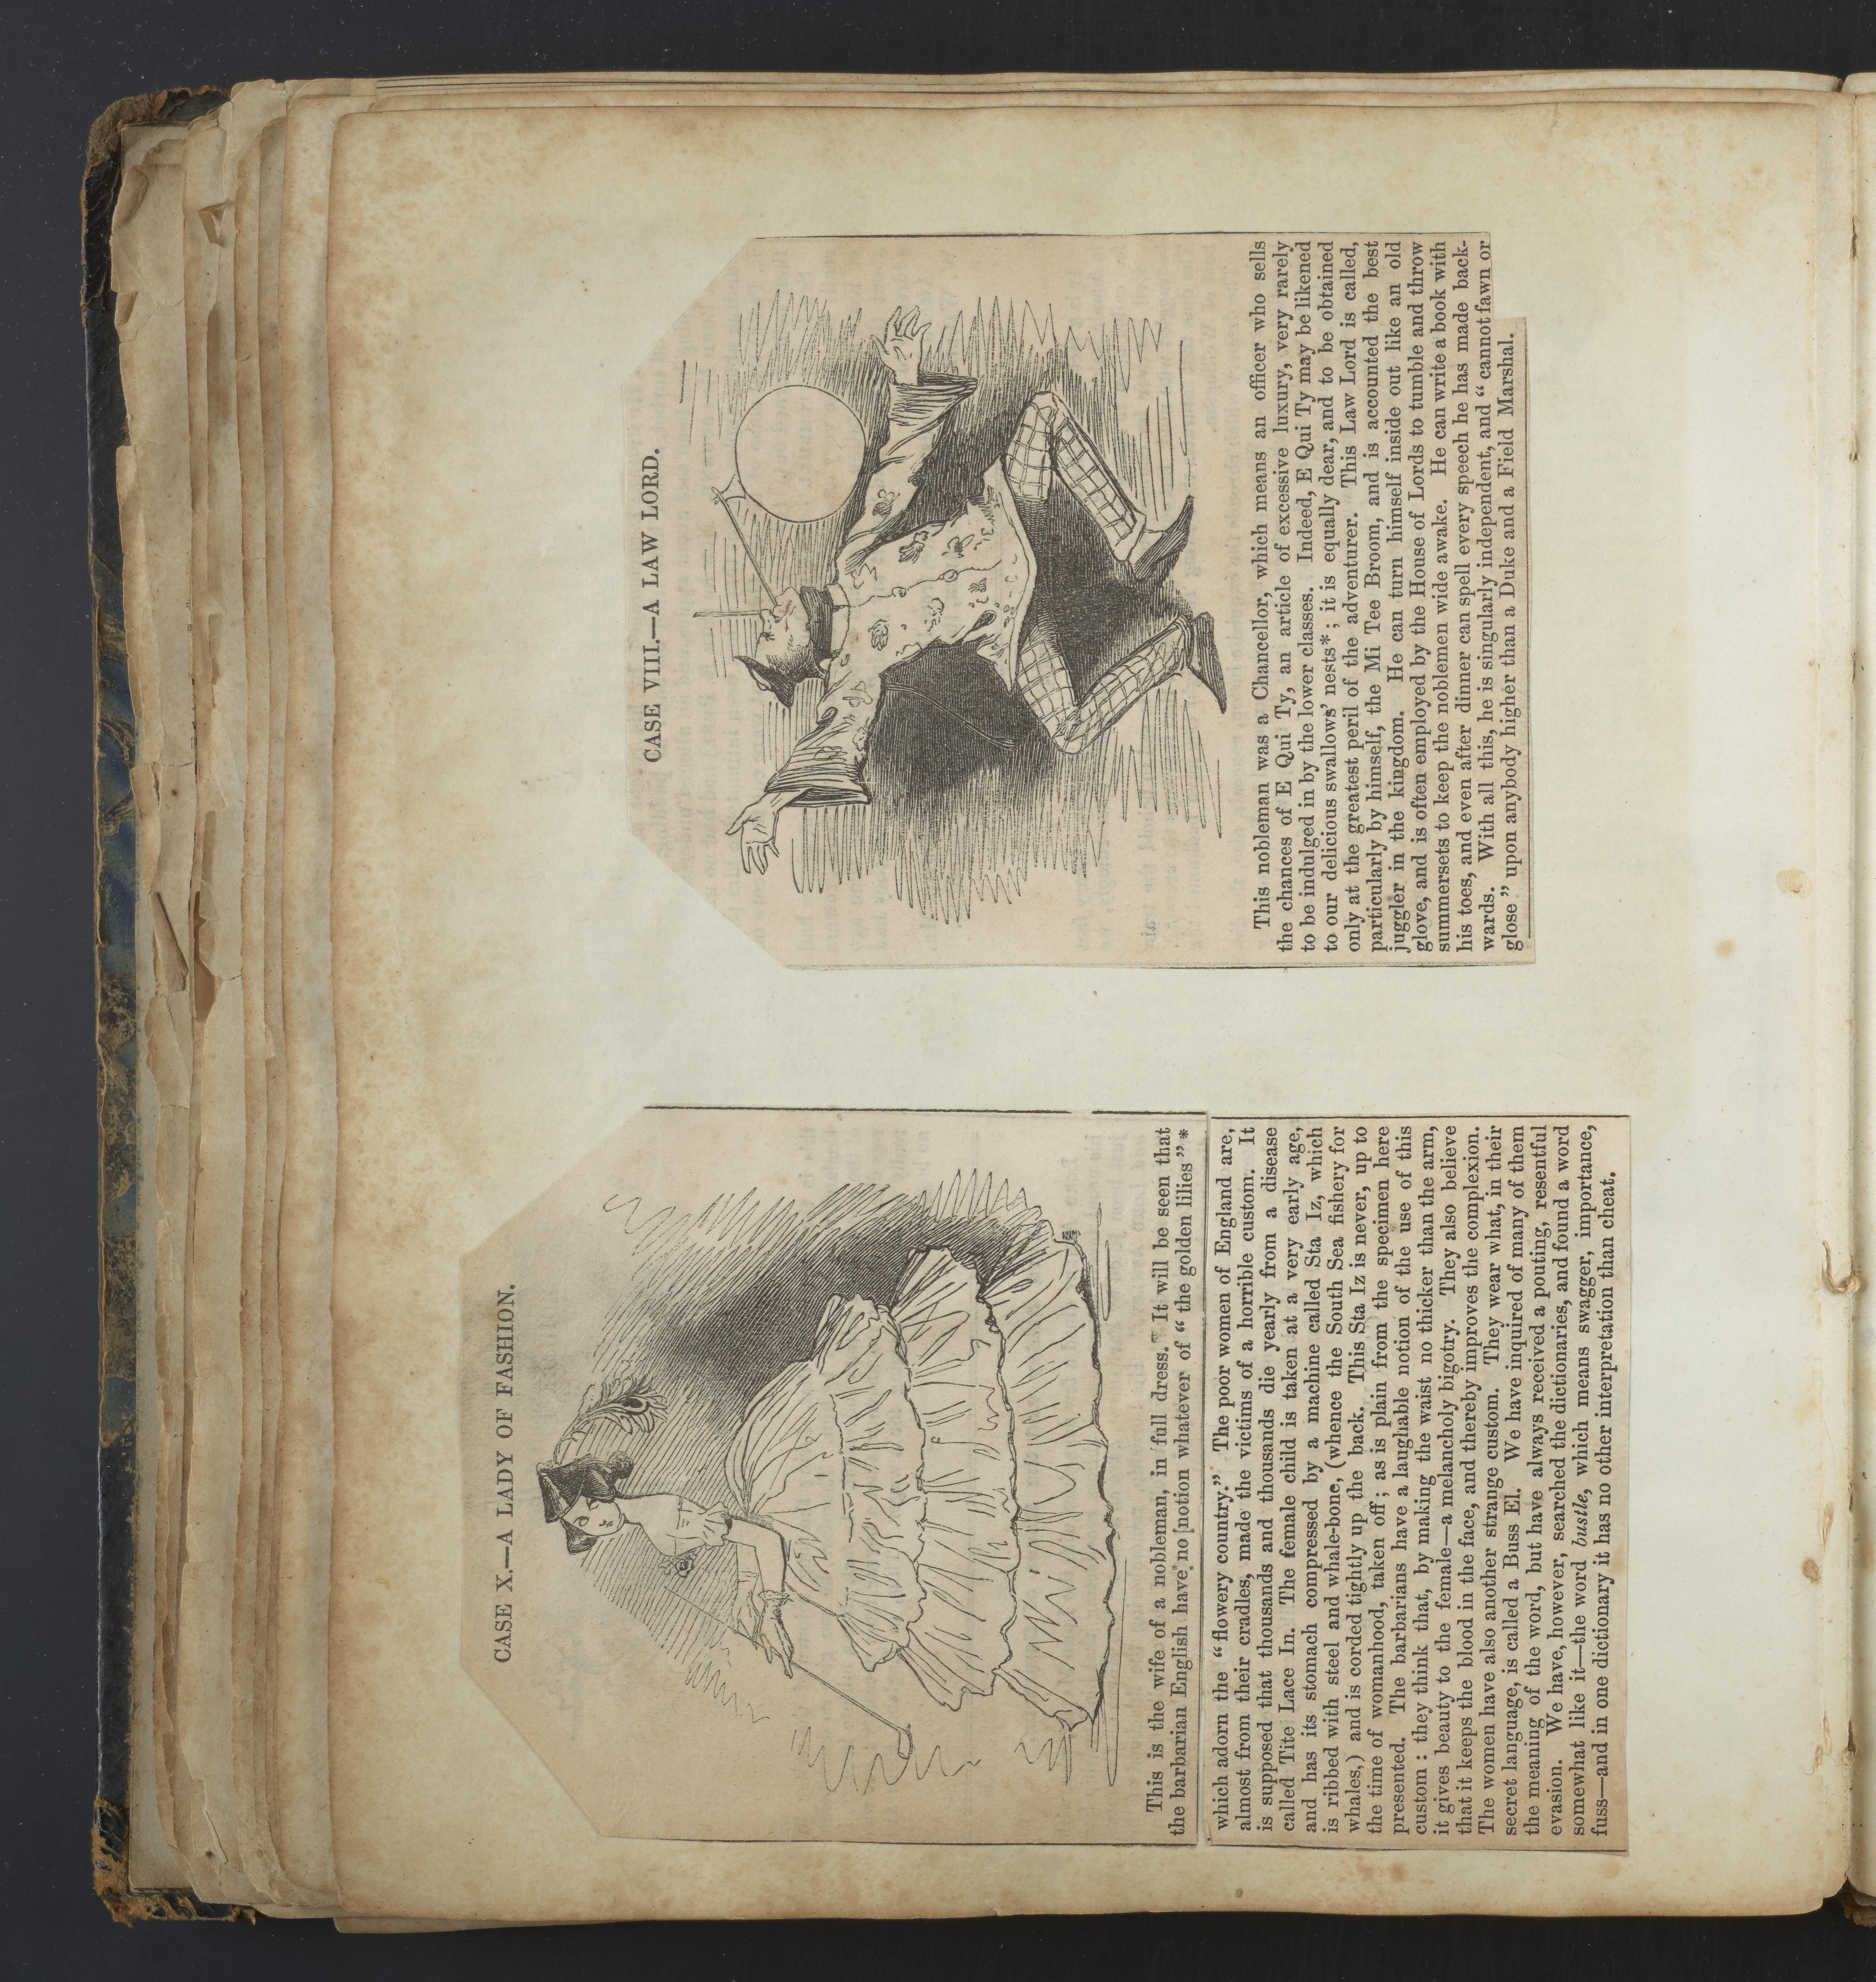 CASE X.—A LADY OF FASHION.
This is the wife of a nobleman, in full dress. It will be seen that
the barbarian English have no notion whatever of “ the golden lilies ” *
which adorn the “flowery country.” The poor women of England are,
almost from their cradles, made the victims of a horrible custom. It
is supposed that thousands and thousands die yearly from a disease
called Tite Lace In. The female child is taken at a very early age,
and has its stomach compressed by a machine called Sta Iz, which
is ribbed with steel and whale-bone, (whence the South Sea fishery for
whales,) and is corded tightly up the back. This Sta Iz is never, up to
the time of womanhood, taken off; as is plain from the specimen here
presented. The barbarians have a laughable notion of the use of this
custom : they think that, by making the waist no thicker than the arm,
it gives beauty to the female—a melancholy bigotry. They also believe
that it keeps the blood in the face, and thereby improves the complexion.
The women have also another strange custom. They wear what, in their
secret language, is called a Buss El. We have inquired of many of them
the meaning of the word, but have always received a pouting, resentful
evasion. We have, however, searched the dictionaries, and found a word
somewhat like it—the word bustle, which means swagger, importance,
fuss—and in one dictionary it has no other interpretation than cheat.
CASE VIII.—A LAW LORD.
This nobleman was a Chancellor, which means an officer who sells
the chances of E Qui Ty, an article of excessive luxury, very rarely
to be indulged in by the lower classes. Indeed, E Qui Ty may be likened
to our delicious swallows’ nests* ; it is equally dear, and to be obtained
only at the greatest peril of the adventurer. This Law Lord is called,
particularly by himself, the Mi Tee Broom, and is accounted the best
juggler in the kingdom. He can turn himself inside out like an old
glove, and is often employed by the House of Lords to tumble and throw
summersets to keep the noblemen wide awake. He can write a book with
his toes, and even after dinner can spell every speech he has made back-
wards. With all this, he is singularly independent, and “ cannot fawn or
glose ” upon anybody higher than a Duke and a Field Marshal.